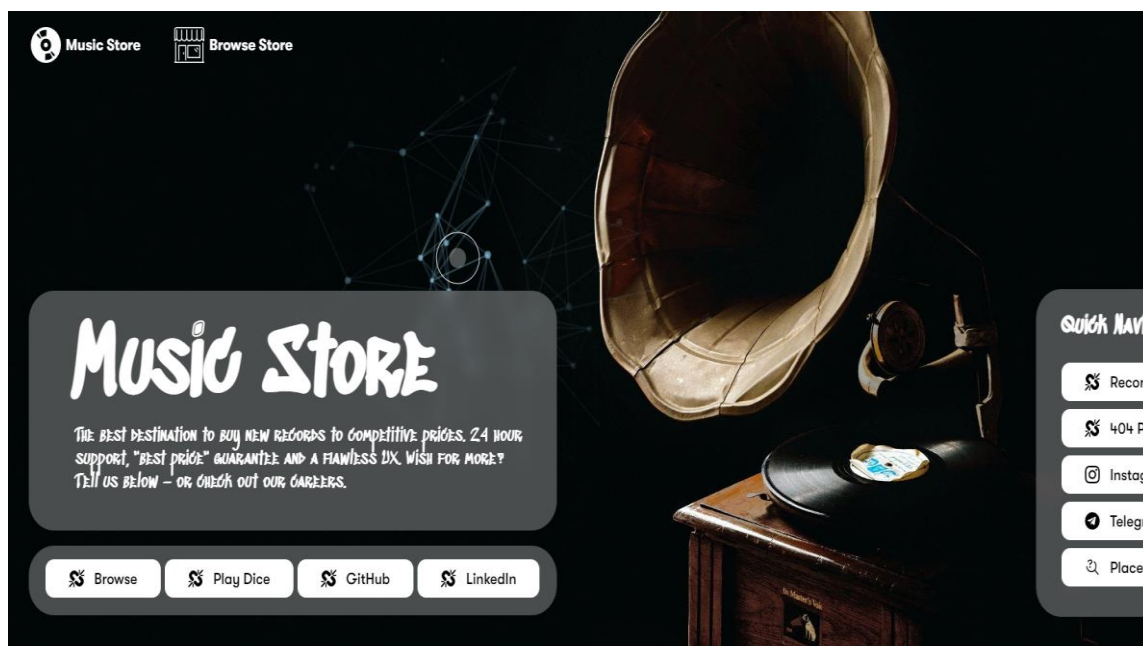 Music Store
Browse Store
Music Store
The best destination to buy new records to competitive prices. 24 hour
support, "best price" guarantee and a flawless UX. Wish for more?
Tell us below – or check out our careers.
Browse
Play Dice
GitHub
LinkedIn
Quick Nav
Recor
404 P
Instag
Telegr
Place